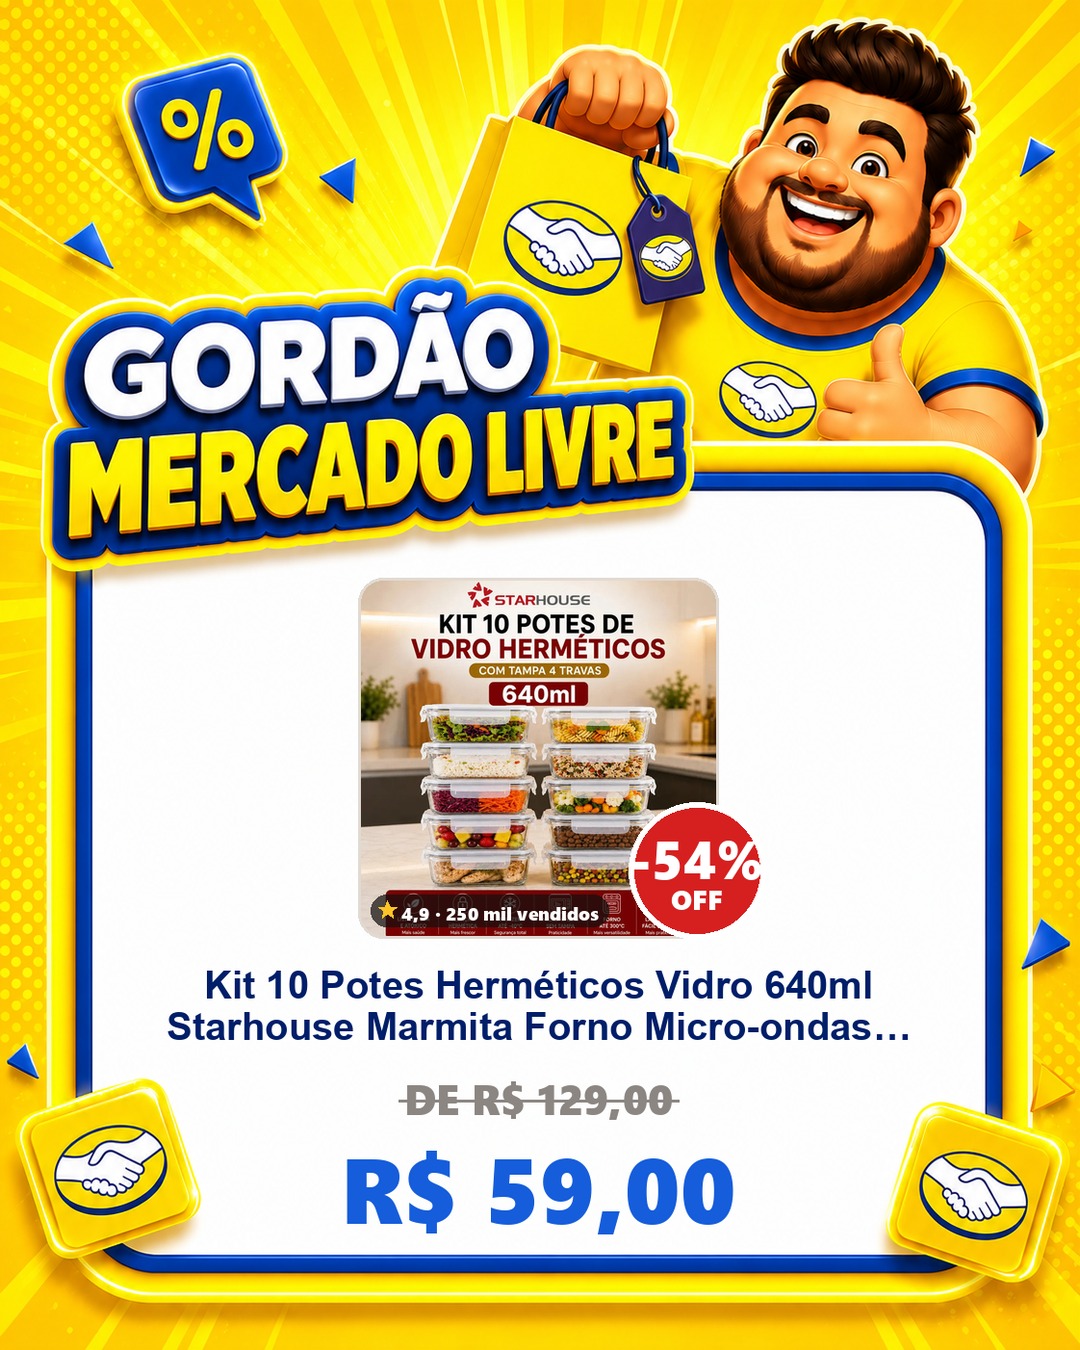 %
GORDÃO
MERCADO LIVRE
STARHOUSE
KIT 10 POTES DE
VIDRO HERMÉTICOS
COM TAMPA 4 TRAVAS
640ml
-54%
OFF
4,9 · 250 mil vendidos
Kit 10 Potes Herméticos Vidro 640ml
Starhouse Marmita Forno Micro-ondas...
DE R$ 129,00
R$ 59,00